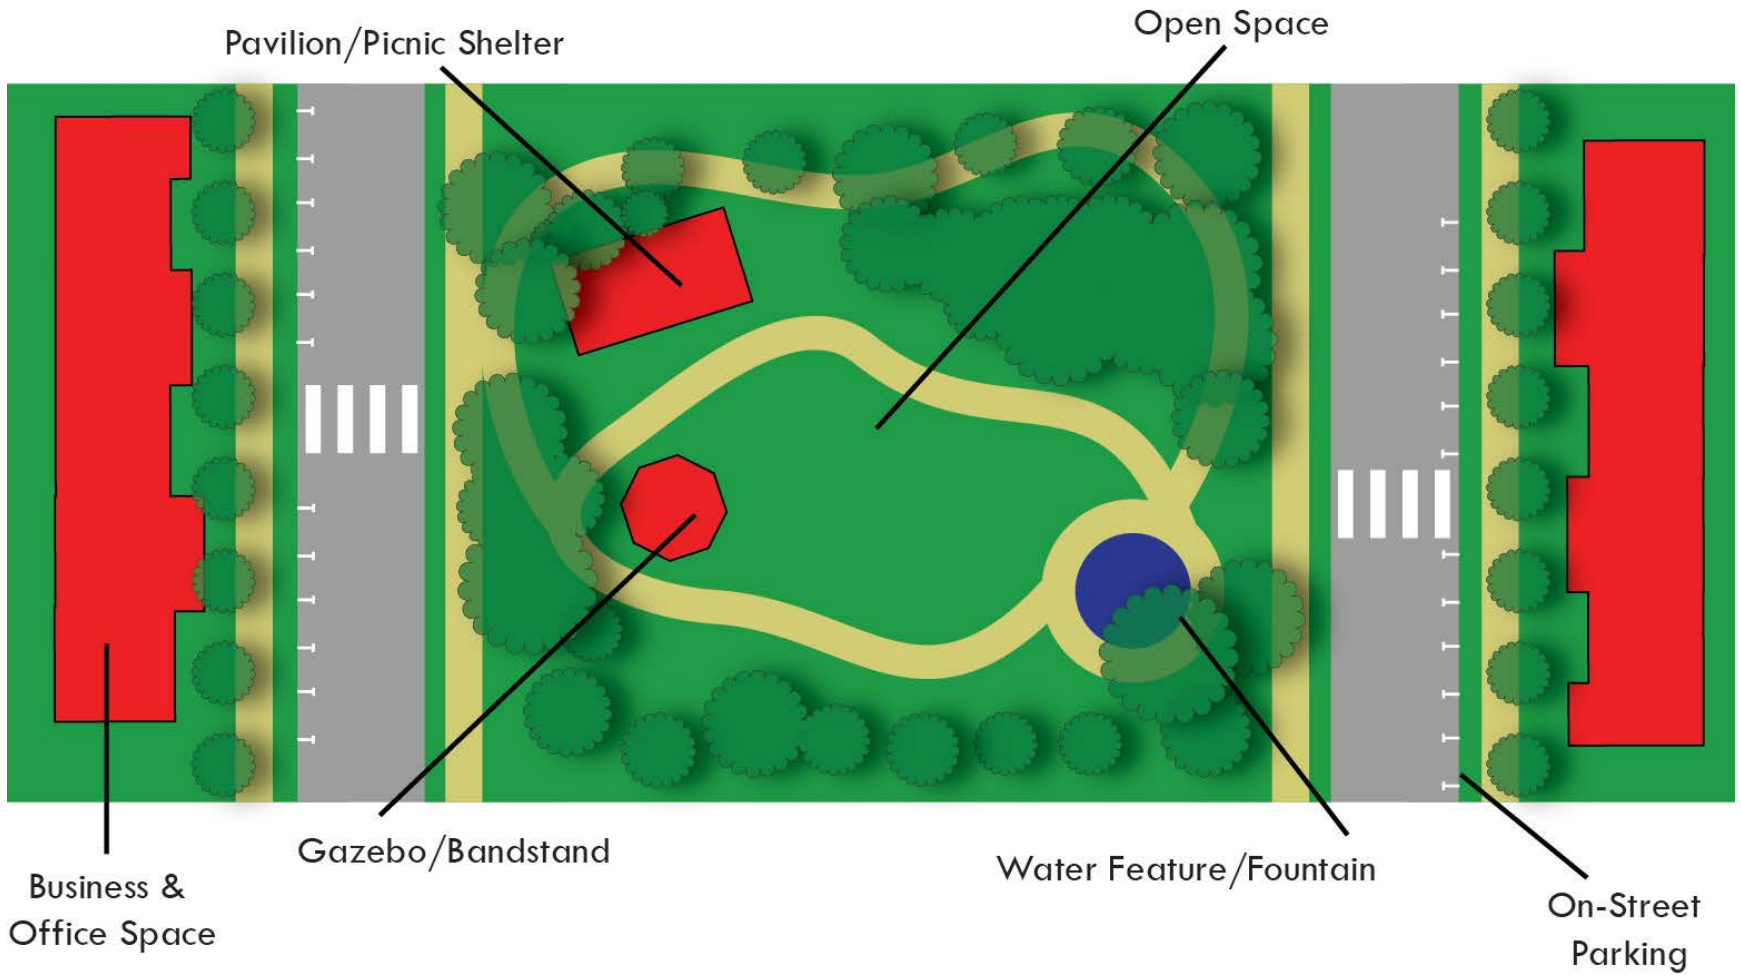 Open Space
Pavilion/Picnic Shelter
Gazebo/Bandstand
Water Feature/Fountain
Business &
Office Space
On-Street
Parking